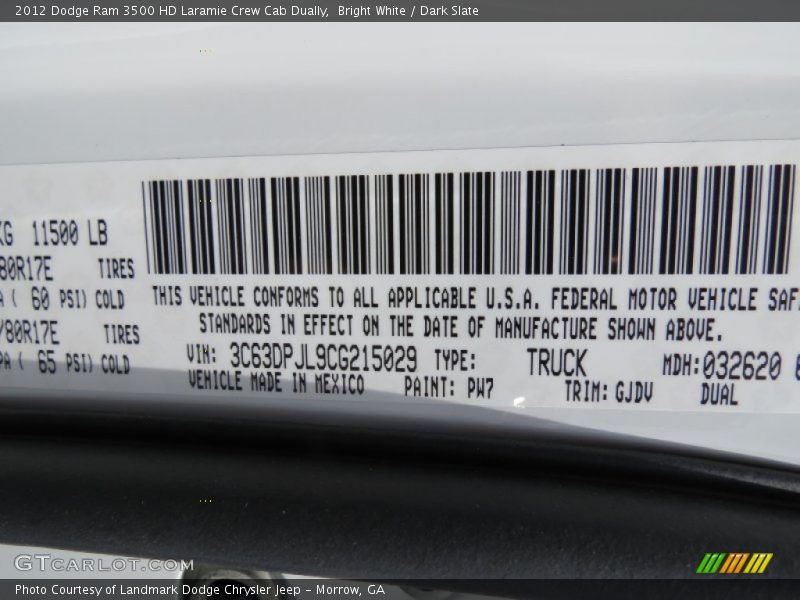 2012 Dodge Ram 3500 HD Laramie Crew Cab Dually, Bright White / Dark Slate
KG 11500 LB
/80R17E TIRES
A ( 60 PSI) COLD
/80R17E TIRES
PA ( 65 PSI) COLD
THIS VEHICLE CONFORMS TO ALL APPLICABLE U.S.A. FEDERAL MOTOR VEHICLE SAF
STANDARDS IN EFFECT ON THE DATE OF MANUFACTURE SHOWN ABOVE.
VIN: 3C63DPJL9CG215029 TYPE: TRUCK MDH:032620
VEHICLE MADE IN MEXICO PAINT: PW7 TRIM: GJDV DUAL
GTCARLOT.COM
Photo Courtesy of Landmark Dodge Chrysler Jeep – Morrow, GA